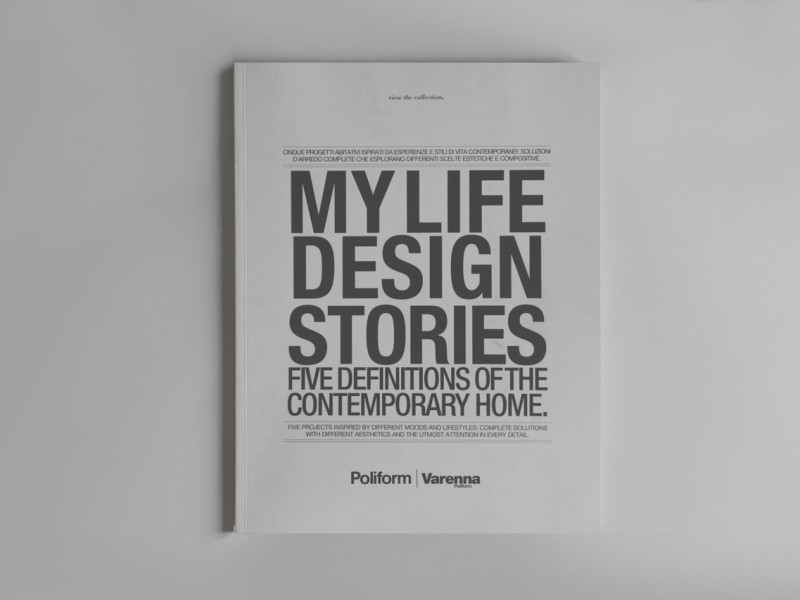 view the collection,
CINQUE PROGETTI ABITATIVI ISPIRATI DA ESPERIENZE E STILI DI VITA CONTEMPORANEI: SOLUZIONI
D'ARREDO COMPLETE CHE ESPLORANO DIFFERENTI SCELTE ESTETICHE E COMPOSITIVE.
MY LIFE
DESIGN
STORIES
FIVE DEFINITIONS OF THE
CONTEMPORARY HOME.
FIVE PROJECTS INSPIRED BY DIFFERENT MOODS AND LIFESTYLES: COMPLETE SOLUTIONS
WITH DIFFERENT AESTHETICS AND THE UTMOST ATTENTION IN EVERY DETAIL.
Poliform | Varenna
Poliform